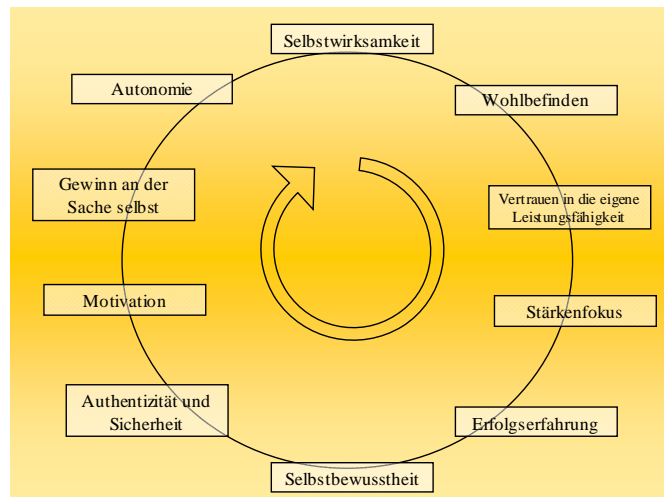 Selbstwirksamkeit
Wohlbefinden
Vertrauen in die eigene
Leistungsfähigkeit
Stärkenfokus
Erfolgserfahrung
Selbstbewusstheit
Authentizität und
Sicherheit
Motivation
Gewinn an der
Sache selbst
Autonomie